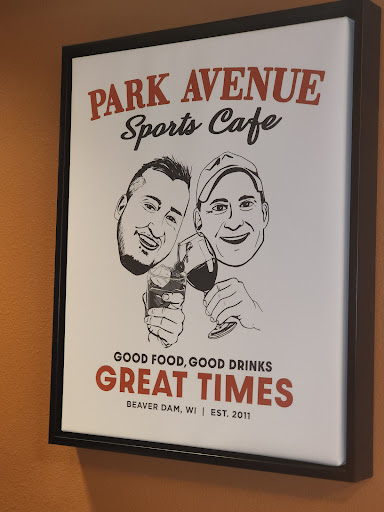 PARK AVENUE
Sports Cafe
GOOD FOOD, GOOD DRINKS
GREAT TIMES
BEAVER DAM, WI | EST. 2011